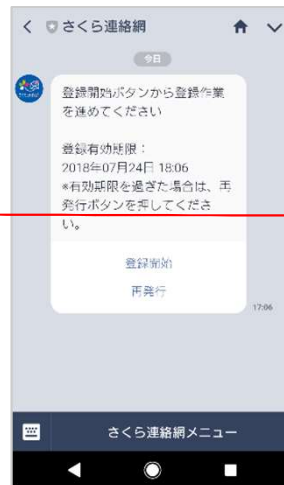 さくら連絡網
今日
登録開始ボタンから登録作業
を進めてください
登録有効期限：
2018年07月24日 18:06
*有効期限を過ぎた場合は、再
発行ボタンを押してくださ
い。
登録開始
再発行
17:06
さくら連絡網メニュー